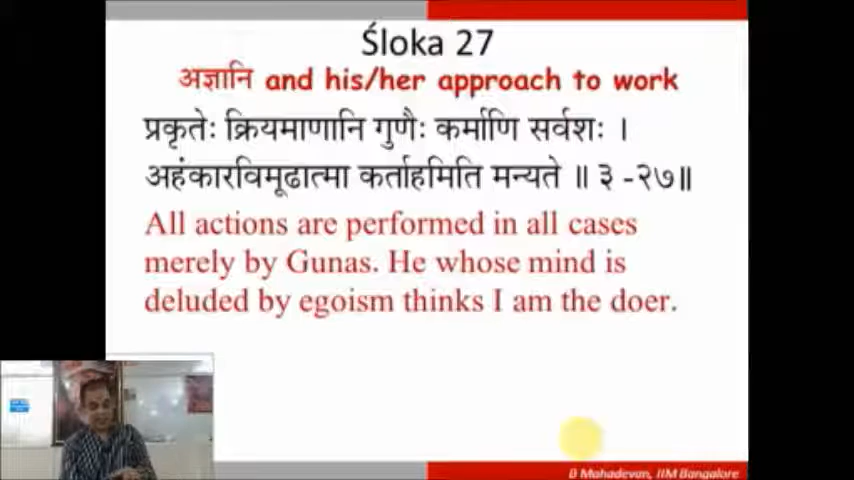 Śloka 27
अज्ञानि and his/her approach to work
प्रकृतेः क्रियमाणानि गुणैः कर्माणि सर्वशः ।
अहंकारविमूढात्मा कर्ताहमिति मन्यते ॥ ३ -२७॥
All actions are performed in all cases
merely by Gunas. He whose mind is
deluded by egoism thinks I am the doer.
B Mahadevan, IIM Bangalore